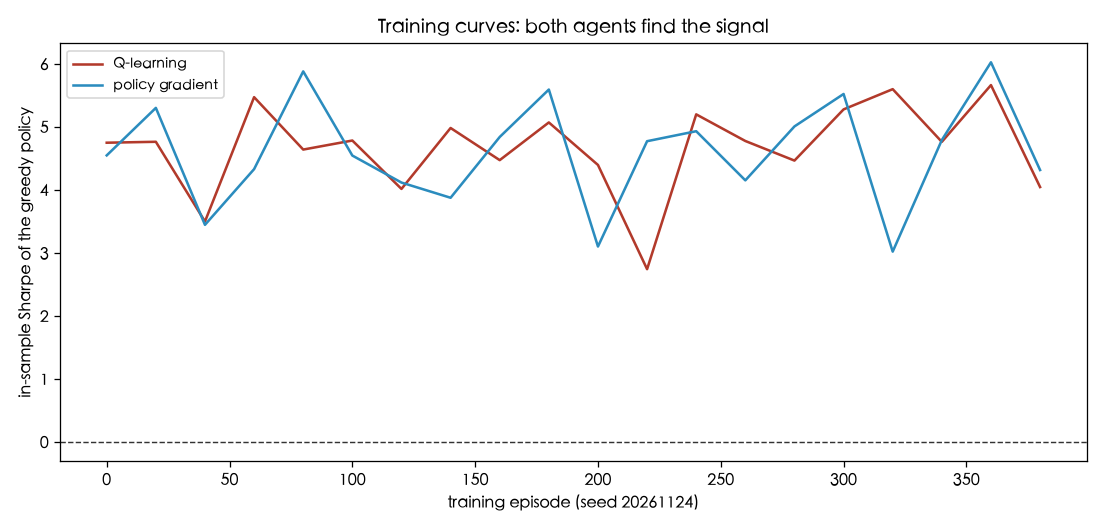 Training curves: both agents find the signal
Q-learning
policy gradient
in-sample Sharpe of the greedy policy
6
5
4
3
2
1
0
0 50 100 150 200 250 300 350
training episode (seed 20261124)